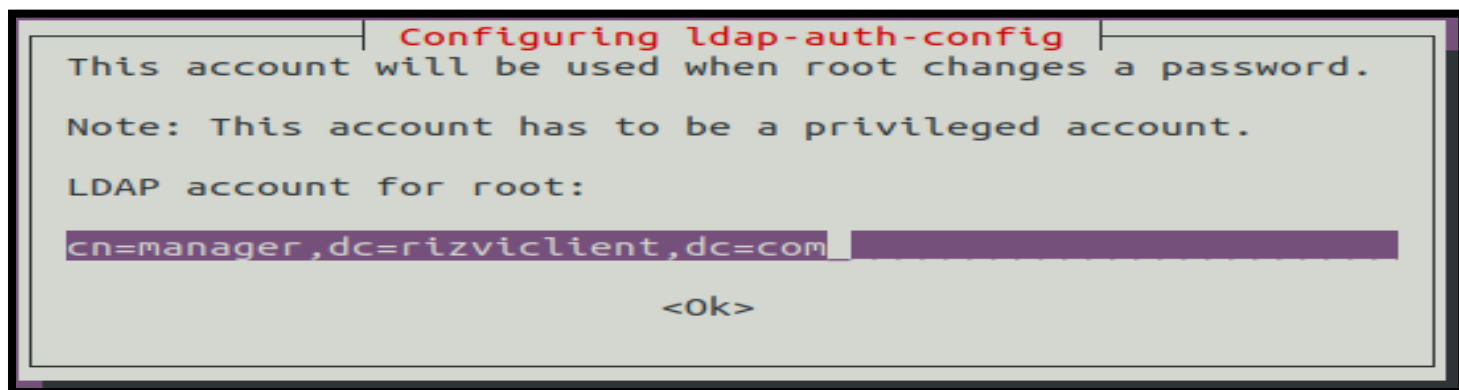 Configuring ldap-auth-config
This account will be used when root changes a password.
Note: This account has to be a privileged account.
LDAP account for root:
cn=manager,dc=rizviclient,dc=com
<Ok>